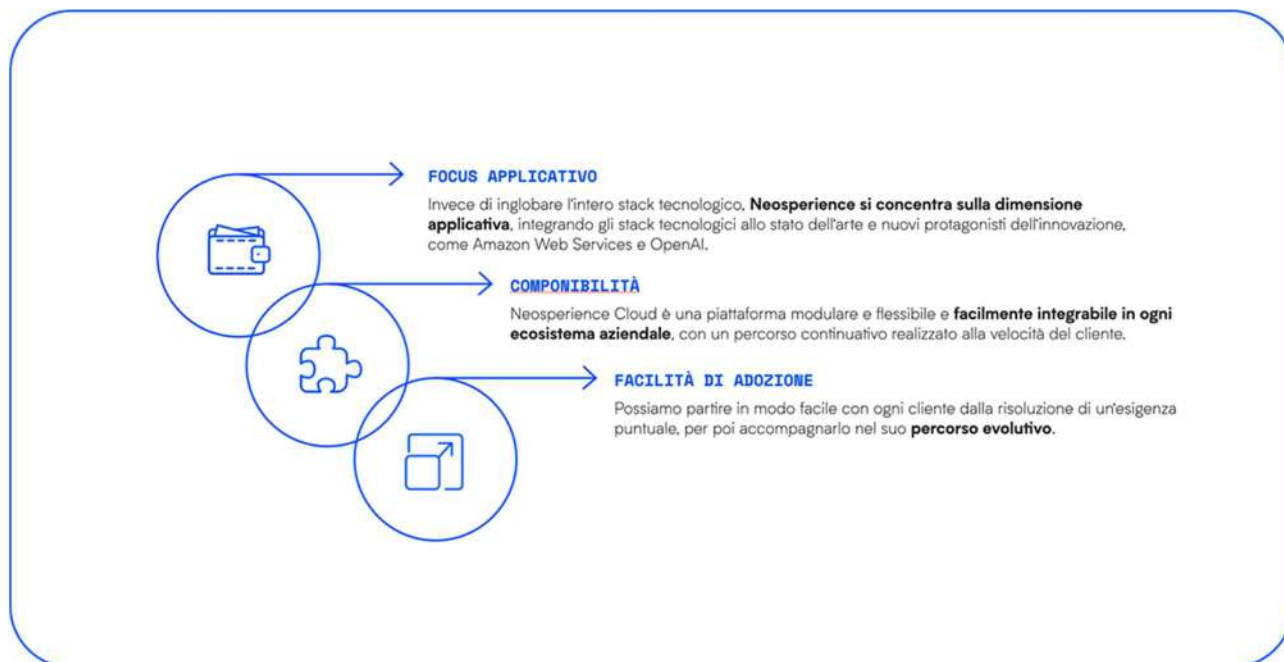 FOCUS APPLICATIVO
Invece di inglobare l'intero stack tecnologico, Neosperience si concentra sulla dimensione
applicativa, integrando gli stack tecnologici allo stato dell'arte e nuovi protagonisti dell'innovazione,
come Amazon Web Services e OpenAI.
COMPONIBILITÀ
Neosperience Cloud è una piattaforma modulare e flessibile e facilmente integrabile in ogni
ecosistema aziendale, con un percorso continuativo realizzato alla velocità del cliente.
FACILITÀ DI ADOZIONE
Possiamo partire in modo facile con ogni cliente dalla risoluzione di un'esigenza
puntuale, per poi accompagnarlo nel suo percorso evolutivo.